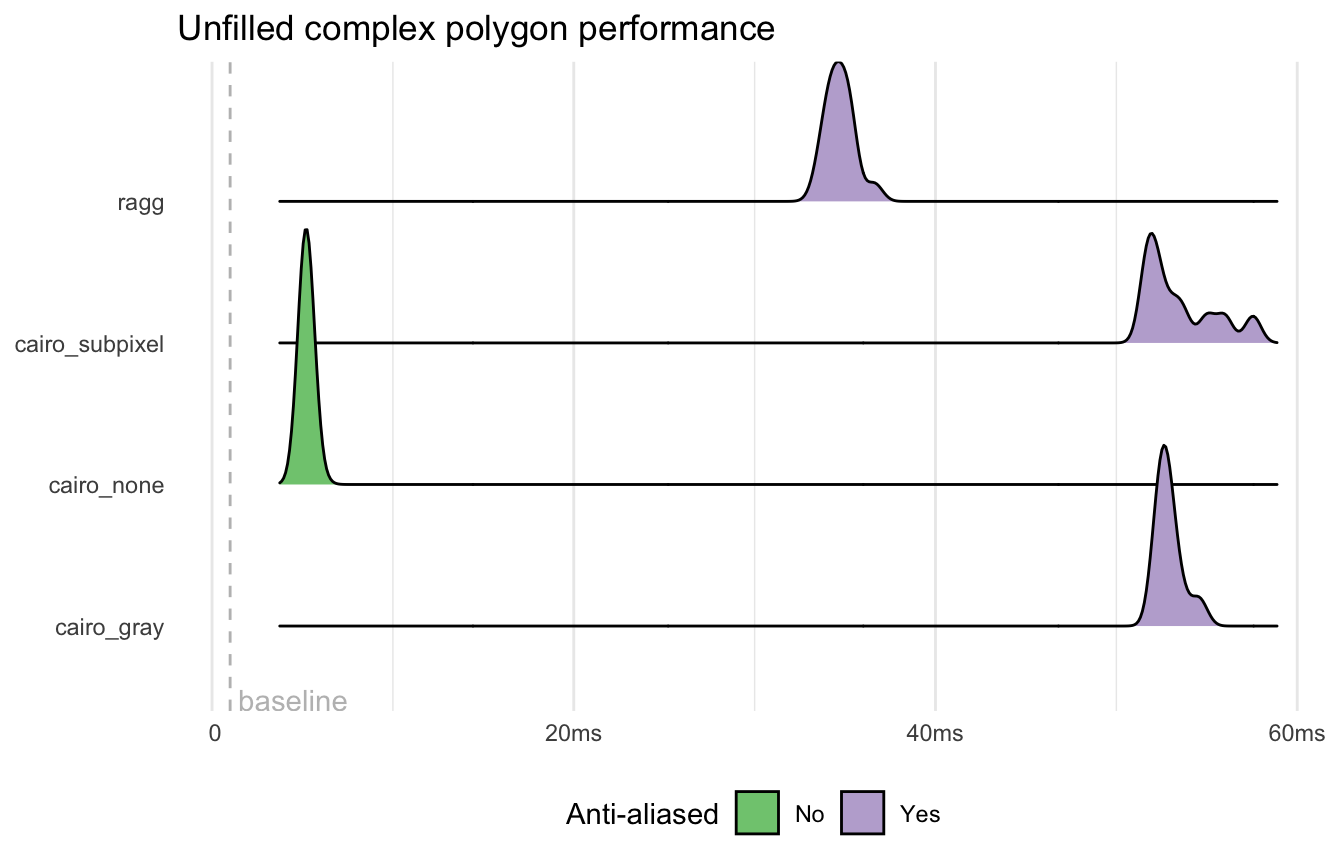 Unfilled complex polygon performance
ragg
cairo_subpixel
cairo_none
cairo_gray
baseline
0 20ms 40ms 60ms
Anti-aliased No Yes